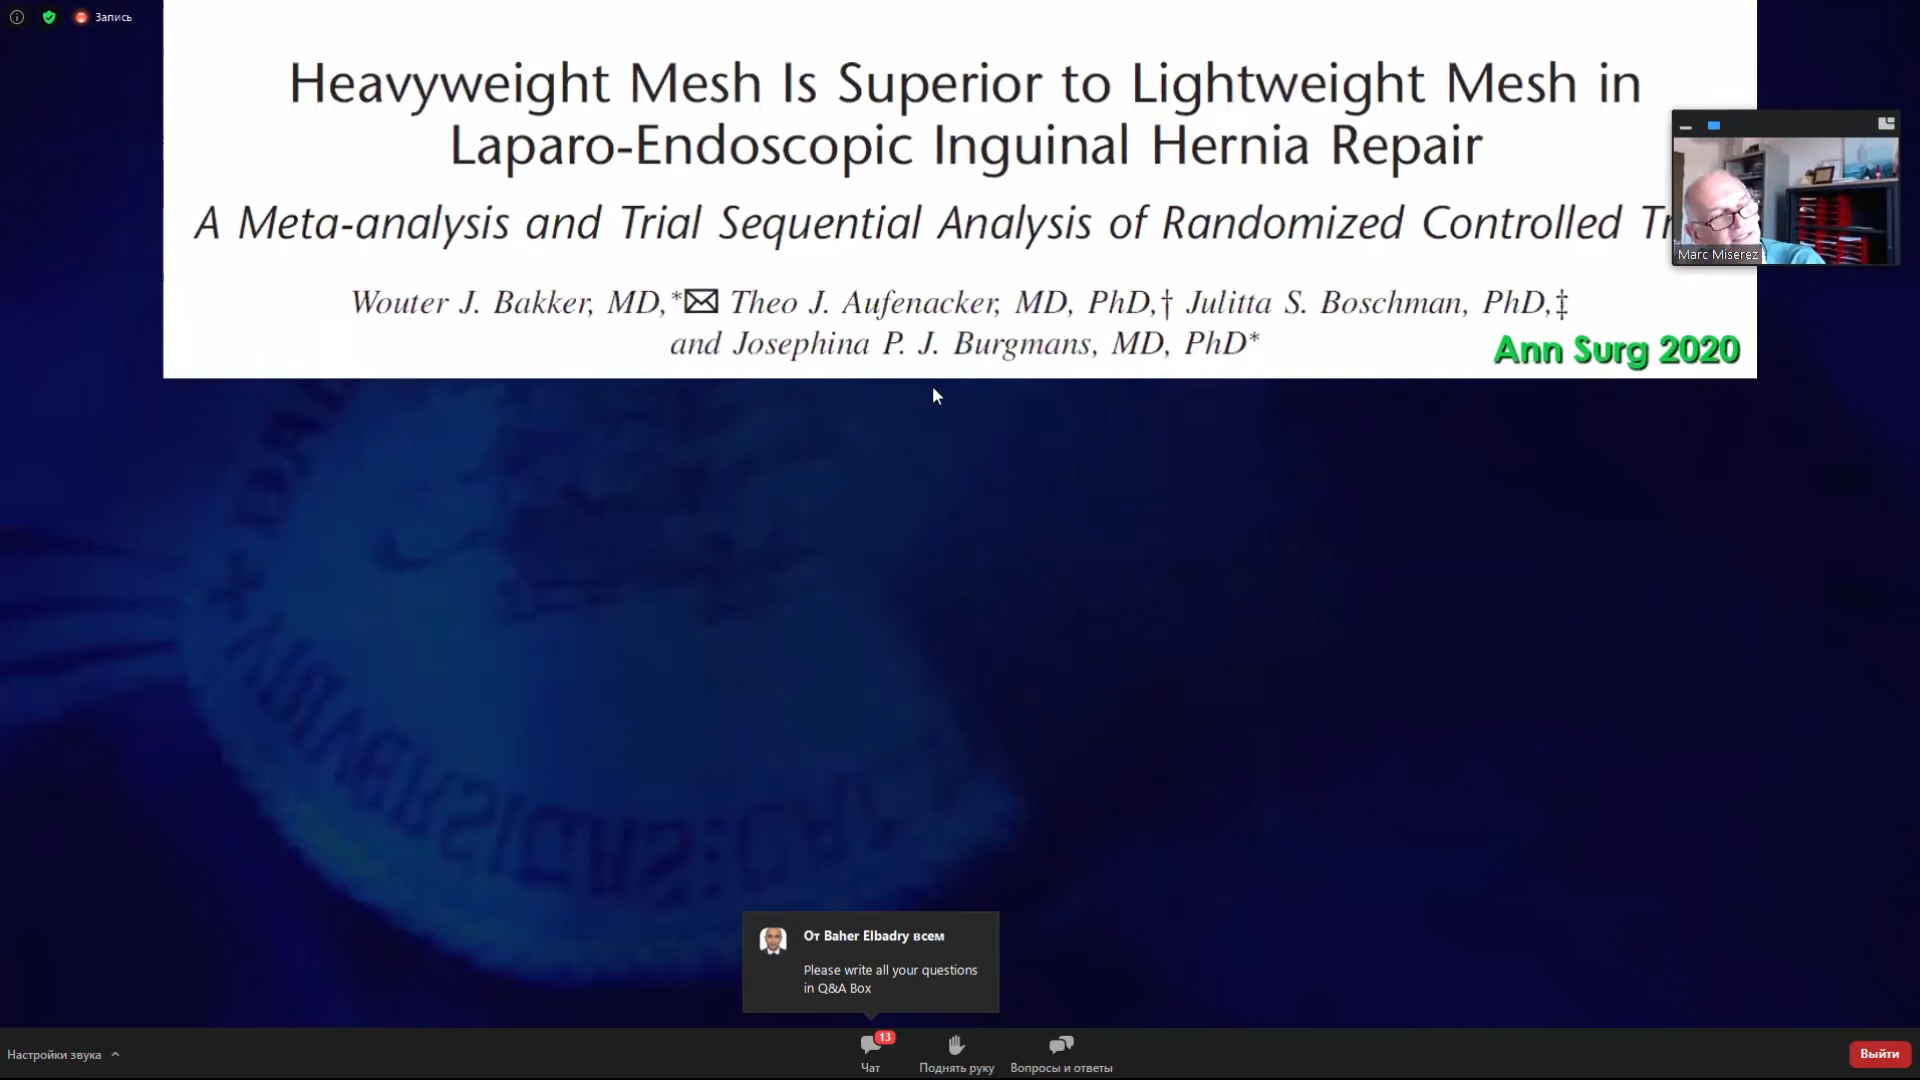 Запись
Heavyweight Mesh Is Superior to Lightweight Mesh in
Laparo-Endoscopic Inguinal Hernia Repair
A Meta-analysis and Trial Sequential Analysis of Randomized Controlled
Wouter J. Bakker, MD,*✉ Theo J. Aufenacker, MD, PhD,† Julitta S. Boschman, PhD,‡
and Josephina P. J. Burgmans, MD, PhD*
Ann Surg 2020
Marc Miserez
От Baher Elbadry всем
Please write all your questions
in Q&A Box
Настройки звука
13
Чат
Поднять руку
Вопросы и ответы
Выйти